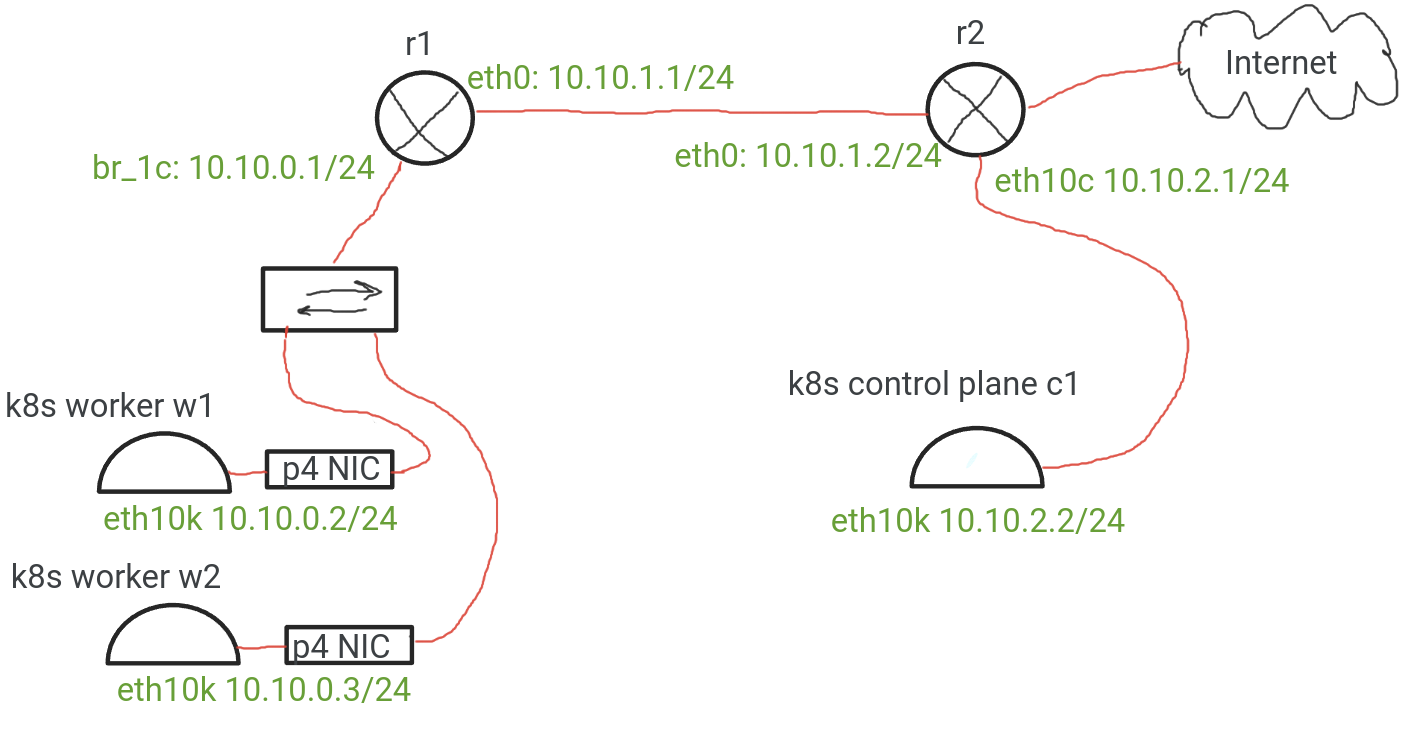 r1
r2
Internet
eth0: 10.10.1.1/24
eth0: 10.10.1.2/24
br_1c: 10.10.0.1/24
eth10c 10.10.2.1/24
k8s worker w1
p4 NIC
eth10k 10.10.0.2/24
k8s control plane c1
eth10k 10.10.2.2/24
k8s worker w2
p4 NIC
eth10k 10.10.0.3/24